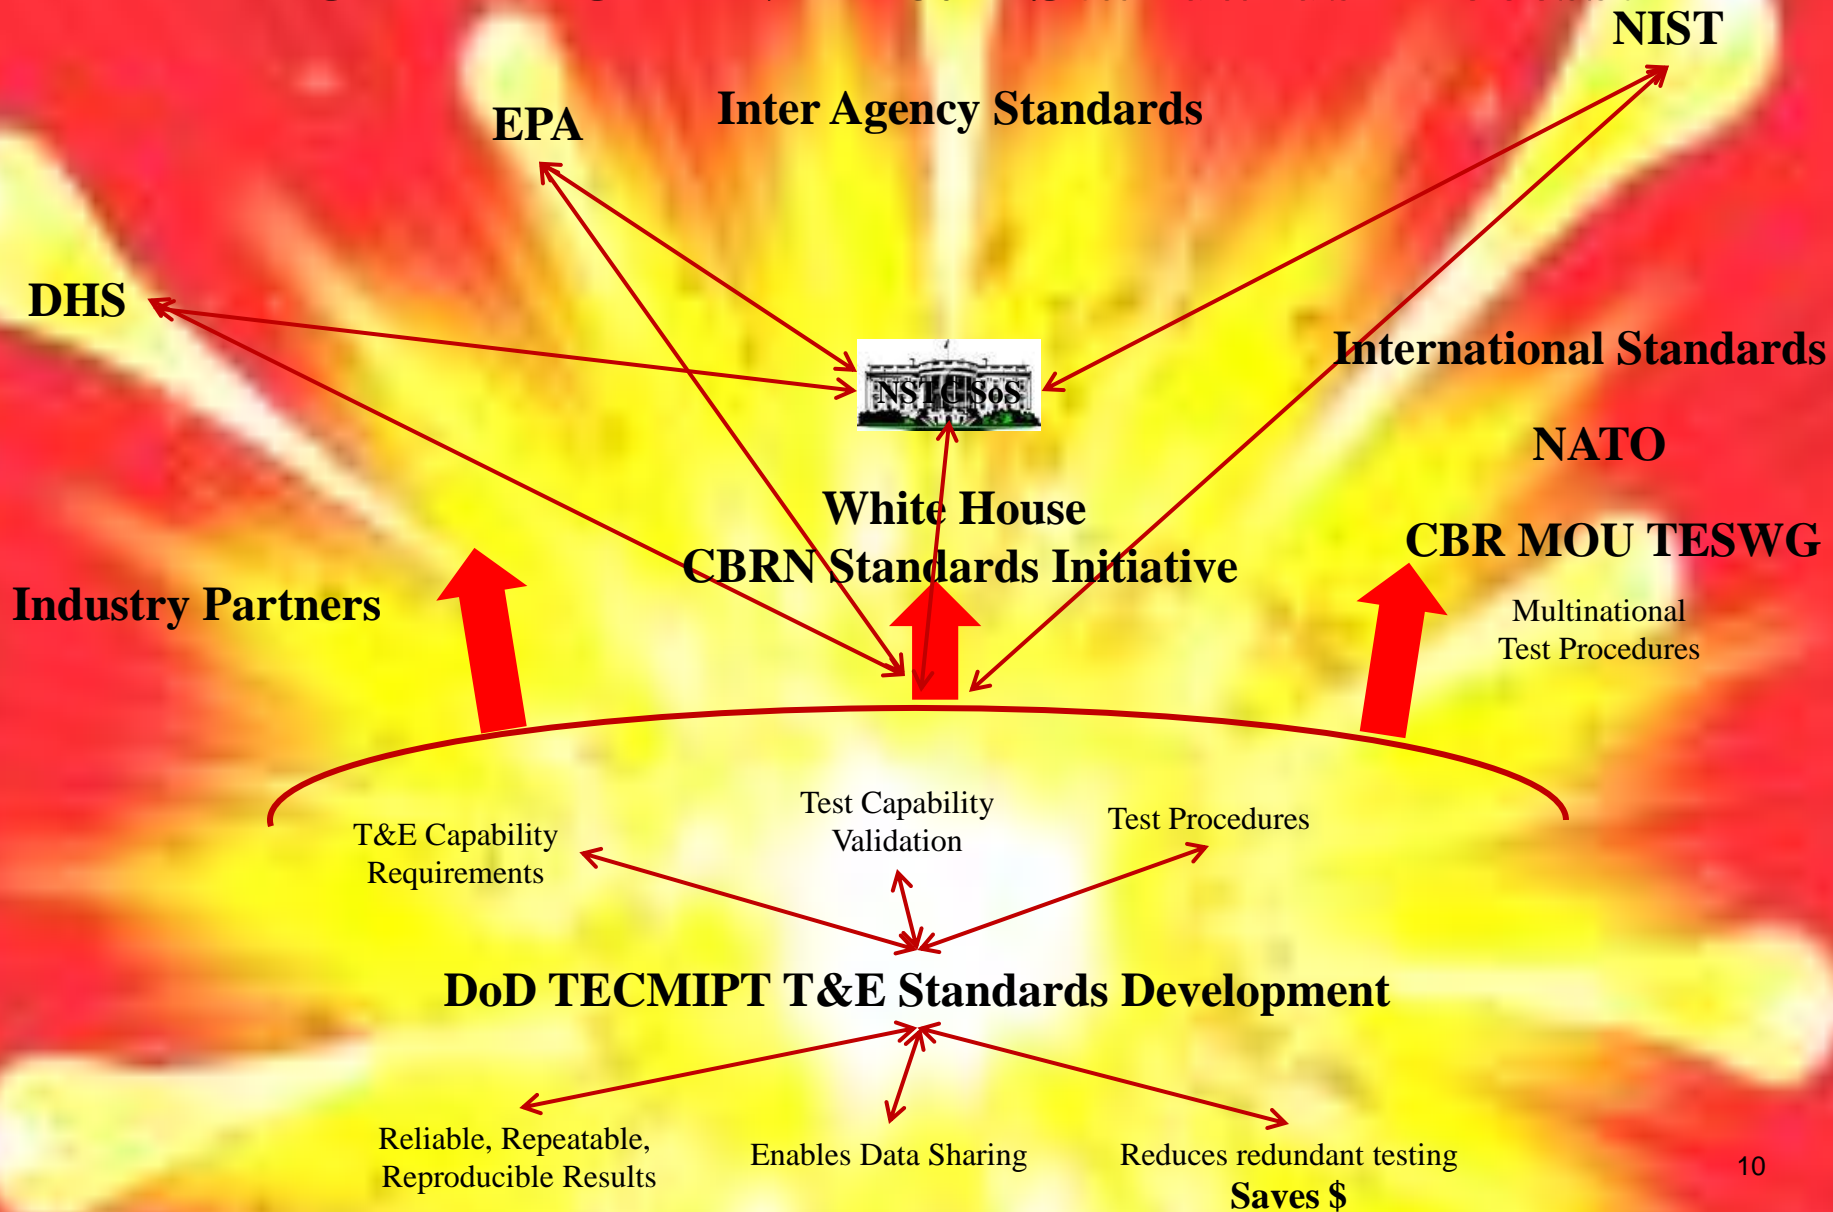 NIST
EPA
Inter Agency Standards
DHS
NSTC SoS
International Standards
NATO
White House
CBRN Standards Initiative
CBR MOU TESWG
Industry Partners
Multinational
Test Procedures
T&E Capability
Requirements
Test Capability
Validation
Test Procedures
DoD TECMIPT T&E Standards Development
Reliable, Repeatable,
Reproducible Results
Enables Data Sharing
Reduces redundant testing
Saves $
10